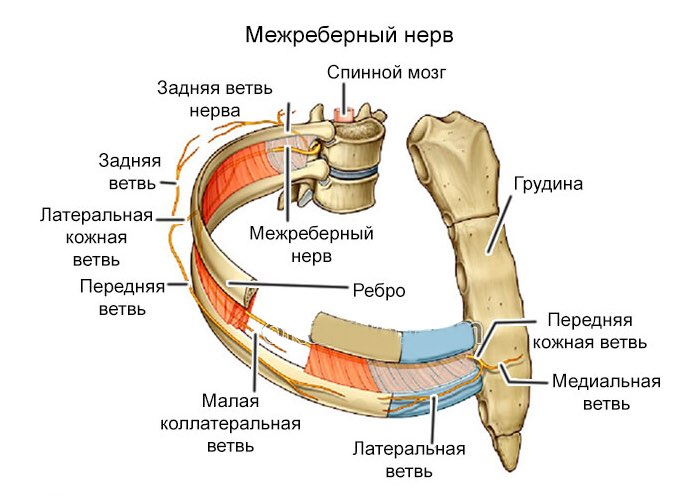 Межреберный нерв
Спинной мозг
Задняя ветвь
нерва
Задняя
ветвь
Грудина
Латеральная
кожная
ветвь
Межреберный
нерв
Передняя
ветвь
Ребро
Передняя
кожная ветвь
Медиальная
ветвь
Малая
коллатеральная
ветвь
Латеральная
ветвь